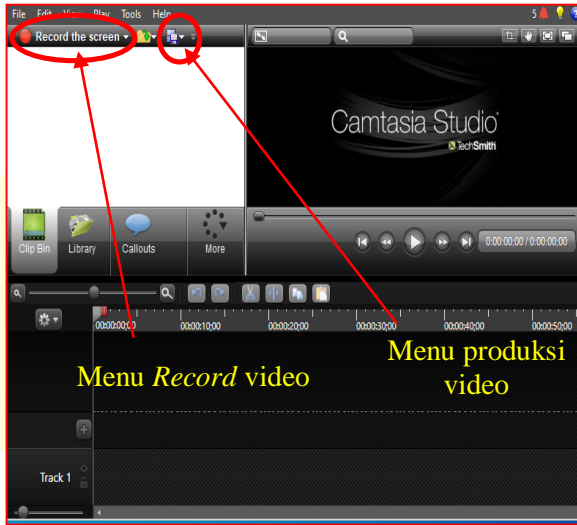 File Edit View Play Tools Help 5
Record the screen
Camtasia Studio
TechSmith
Clip Bin Library Callouts More
0:00:00;00 / 0:00:00;00
00:00:00;00 00:00:10;00 00:00:20;00 00:00:30;00 00:00:40;00 00:00:50;00
Menu Record video
Menu produksi
video
Track 1